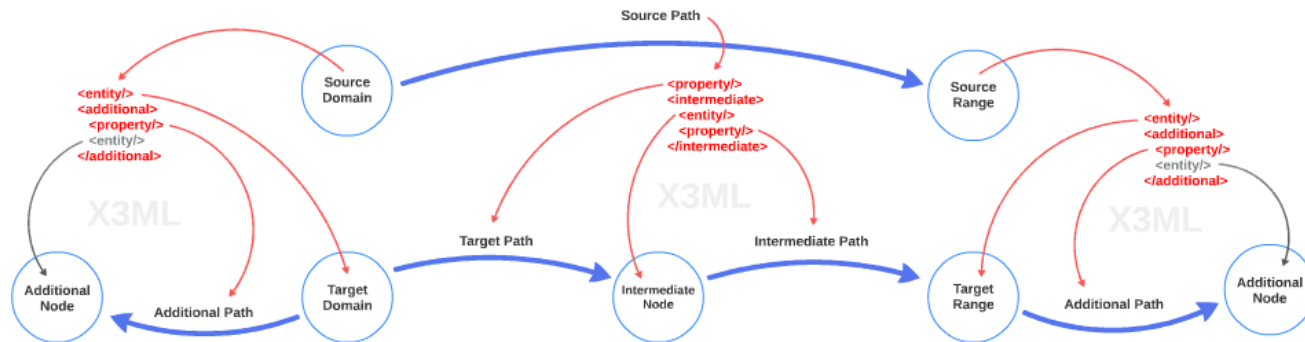 Source Path
Source
Domain
Source
Range
<entity/>
<additional>
<property/>
<entity/>
</additional>
<property/>
<intermediate>
<entity/>
<property/>
</intermediate>
<entity/>
<additional>
<property/>
<entity/>
</additional>
X3ML
X3ML
X3ML
Target Path
Intermediate Path
Additional
Node
Additional Path
Target
Domain
Intermediate
Node
Target
Range
Additional Path
Additional
Node